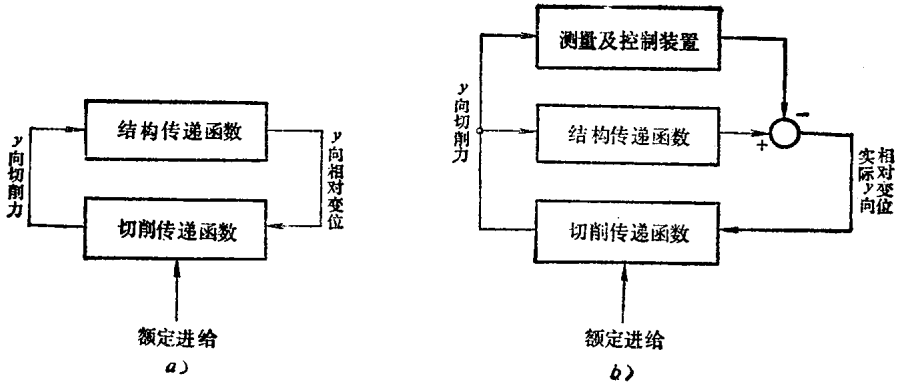 结构传递函数
y向切削力
y向相对变位
切削传递函数
额定进给
a)
测量及控制装置
y向切削力
结构传递函数
+
−
相对变位
实际y向
切削传递函数
额定进给
b)